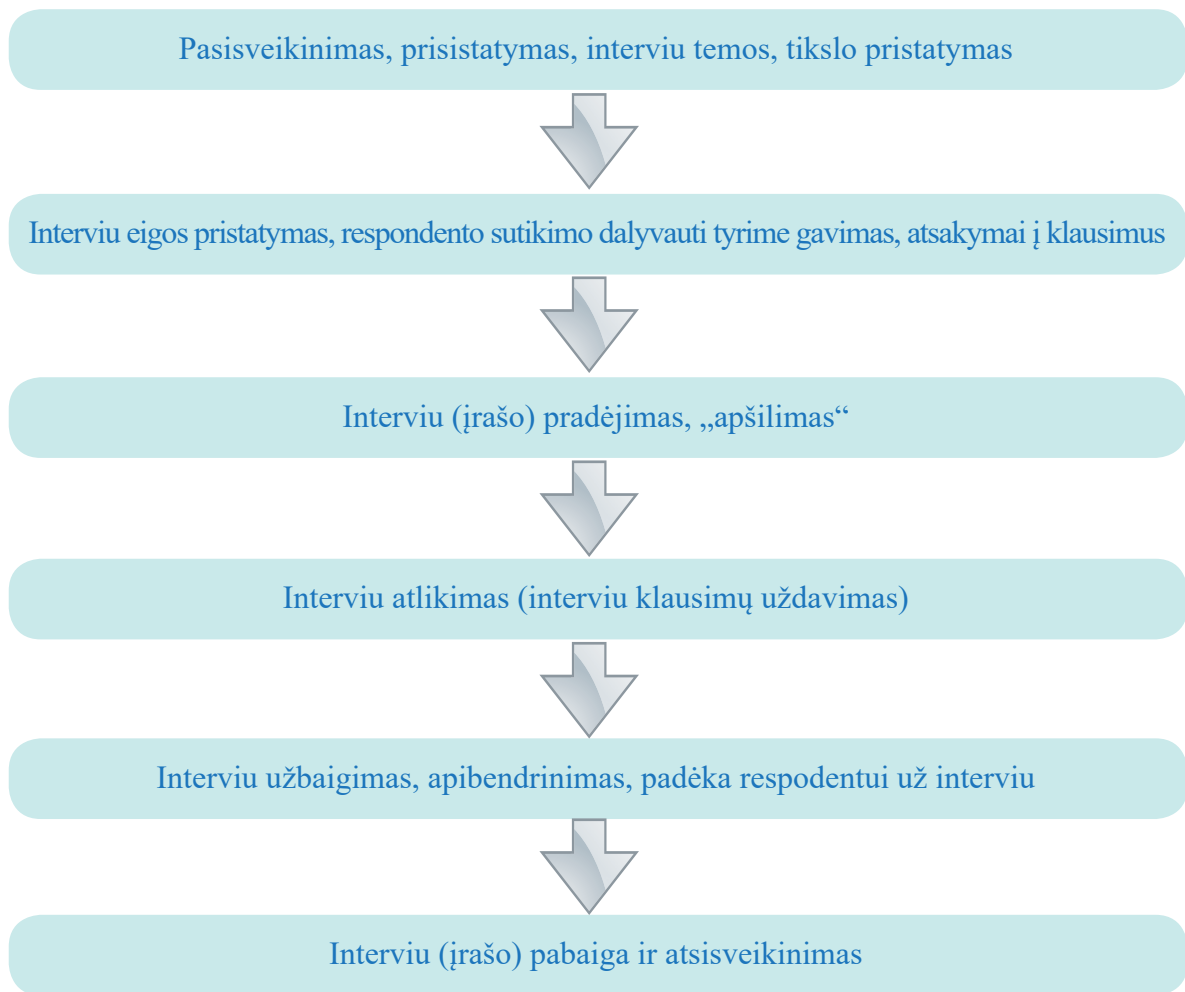 Pasisveikinimas, prisistatymas, interviu temos, tikslo pristatymas
Interviu eigos pristatymas, respondento sutikimo dalyvauti tyrime gavimas, atsakymai į klausimus
Interviu (įrašo) pradėjimas, „apšilimas“
Interviu atlikimas (interviu klausimų uždavimas)
Interviu užbaigimas, apibendrinimas, padėka respodentui už interviu
Interviu (įrašo) pabaiga ir atsisveikinimas